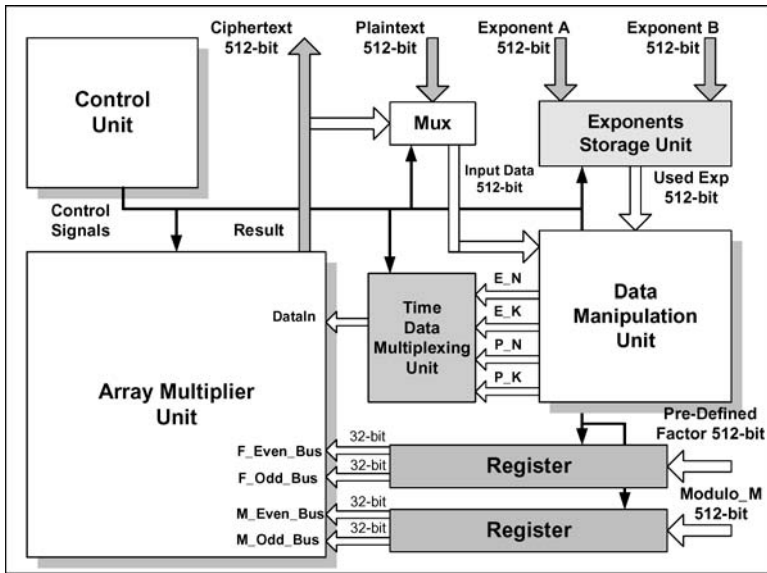 Ciphertext
512-bit
Plaintext
512-bit
Exponent A
512-bit
Exponent B
512-bit
Control
Unit
Mux
Exponents
Storage Unit
Input Data
512-bit
Used Exp
512-bit
Control
Signals
Result
Array Multiplier
Unit
DataIn
Time
Data
Multiplexing
Unit
E_N
E_K
P_N
P_K
Data
Manipulation
Unit
Pre-Defined
Factor 512-bit
F_Even_Bus
32-bit
F_Odd_Bus
32-bit
Register
Modulo_M
512-bit
M_Even_Bus
32-bit
M_Odd_Bus
32-bit
Register